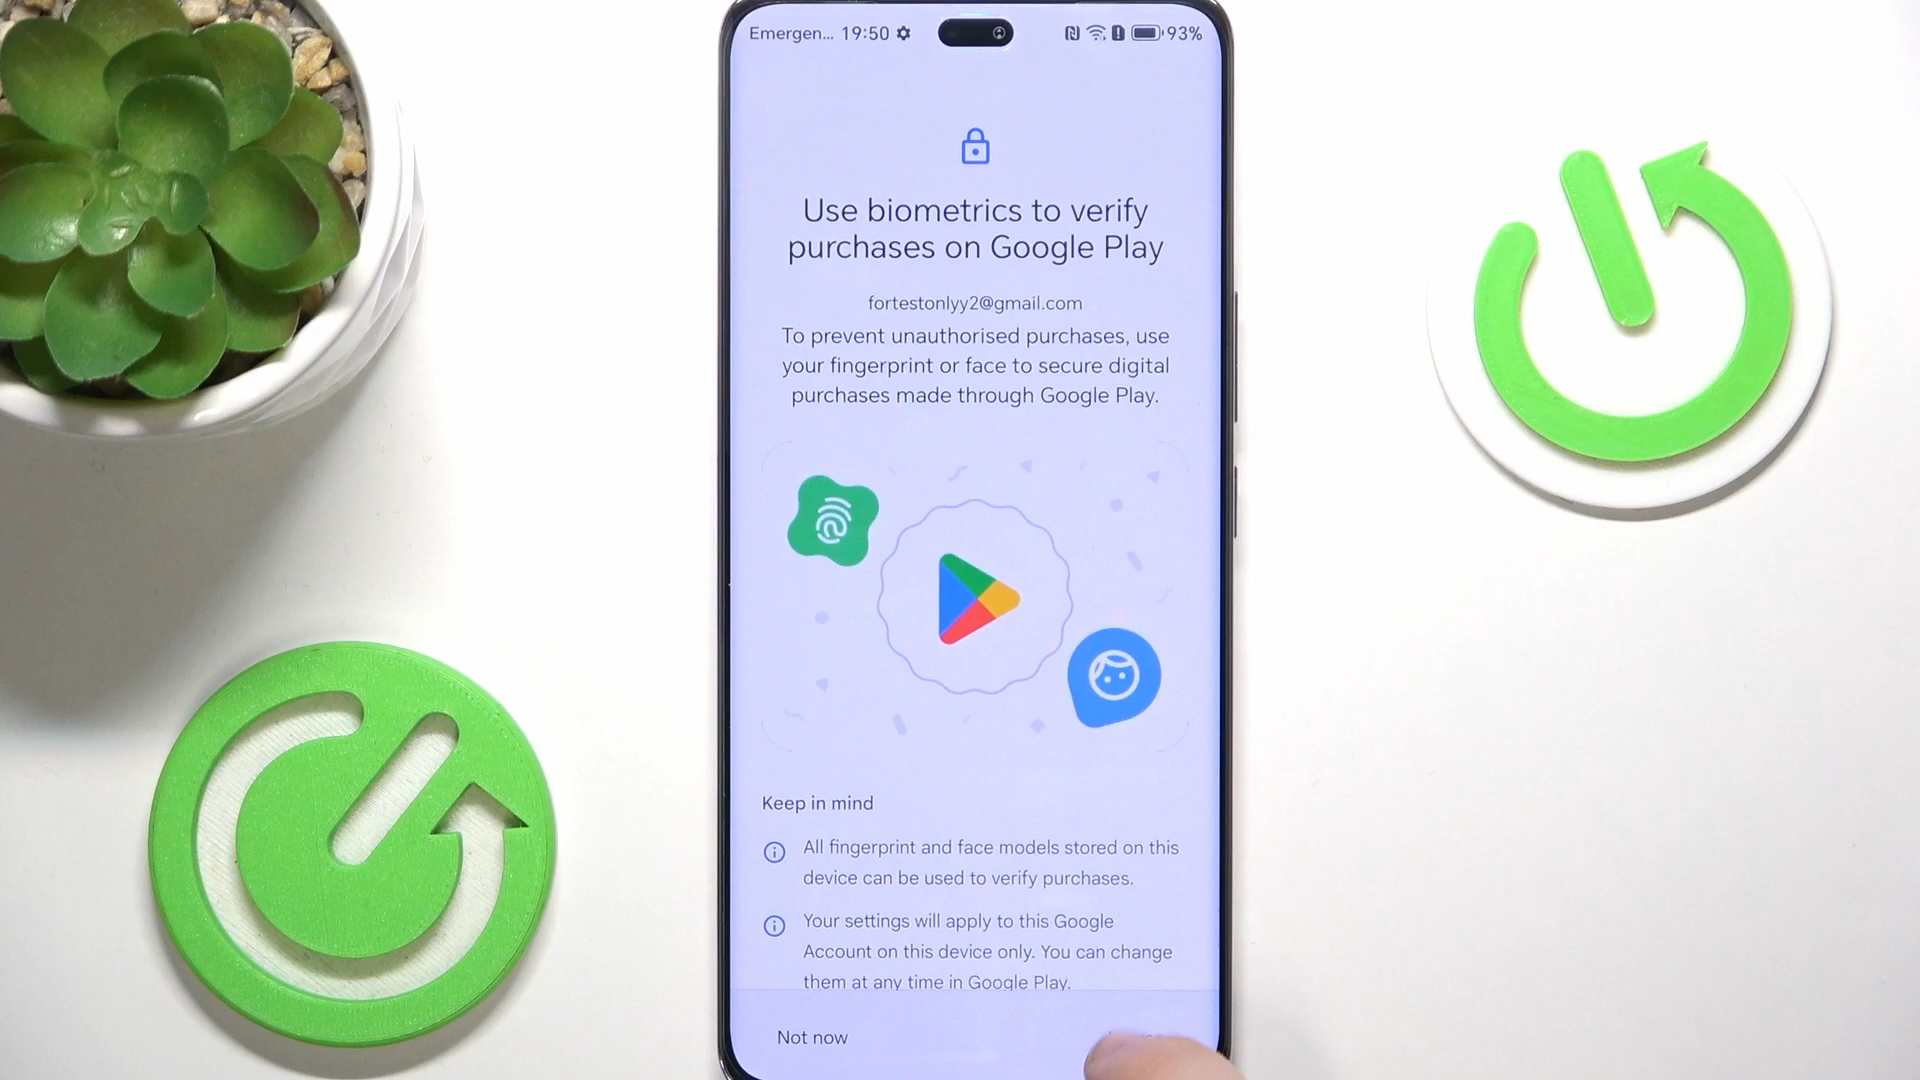 Emergen... 19:50 93%
Use biometrics to verify
purchases on Google Play
fortestonlyy2@gmail.com
To prevent unauthorised purchases, use
your fingerprint or face to secure digital
purchases made through Google Play.
Keep in mind
All fingerprint and face models stored on this
device can be used to verify purchases.
Your settings will apply to this Google
Account on this device only. You can change
them at any time in Google Play.
Not now